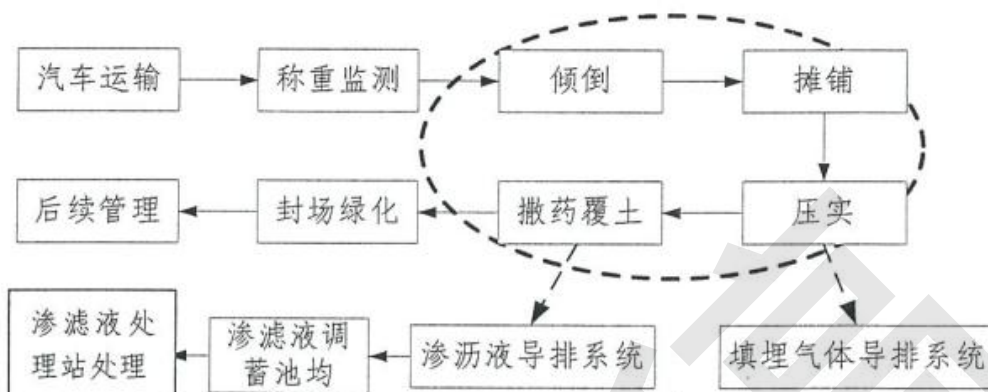 汽车运输
称重监测
倾倒
摊铺
后续管理
封场绿化
撒药覆土
压实
渗滤液处
理站处理
渗滤液调
蓄池均
渗沥液导排系统
填埋气体导排系统